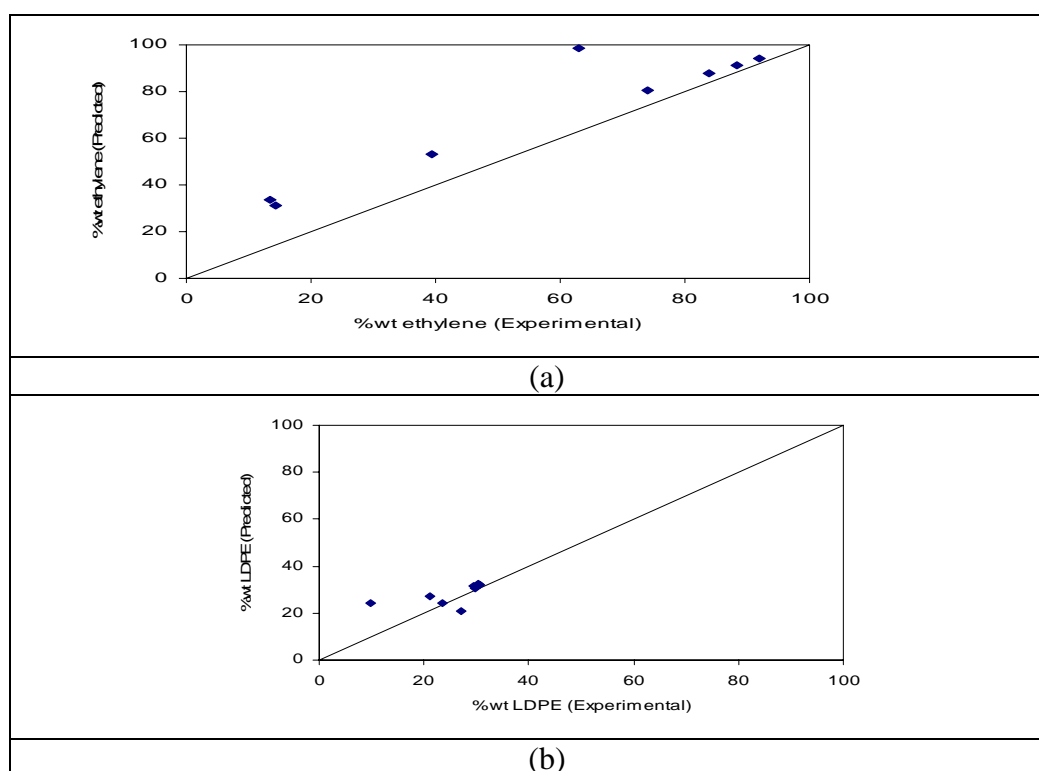 100
80
60
40
20
0
%wt ethylene (Predicted)
0 20 40 60 80 100
%wt ethylene (Experimental)
(a)
100
80
60
40
20
0
%wt LDPE (Predicted)
0 20 40 60 80 100
%wt LDPE (Experimental)
(b)